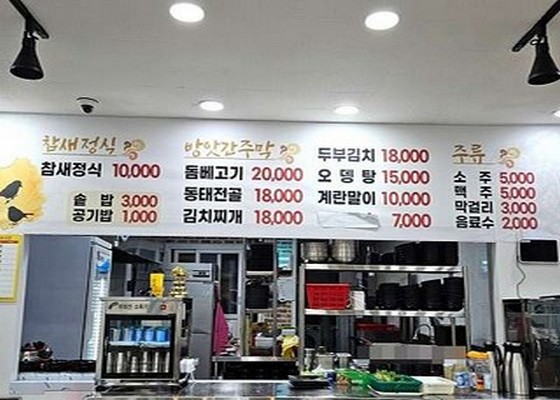 참새정식
참새정식 10,000
솥밥 3,000
공기밥 1,000
방앗간주막
돔베고기 20,000
동태전골 18,000
김치찌개 18,000
두부김치 18,000
오뎅탕 15,000
계란말이 10,000
7,000
주류
소주 5,000
맥주 5,000
막걸리 3,000
음료수 2,000